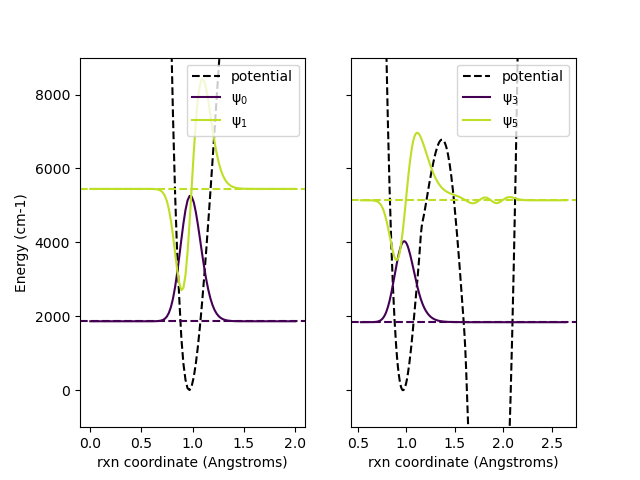 potential
ψ0
ψ1
potential
ψ3
ψ5
8000
6000
4000
2000
0
Energy (cm-1)
0.0 0.5 1.0 1.5 2.0
0.5 1.0 1.5 2.0 2.5
rxn coordinate (Angstroms)
rxn coordinate (Angstroms)